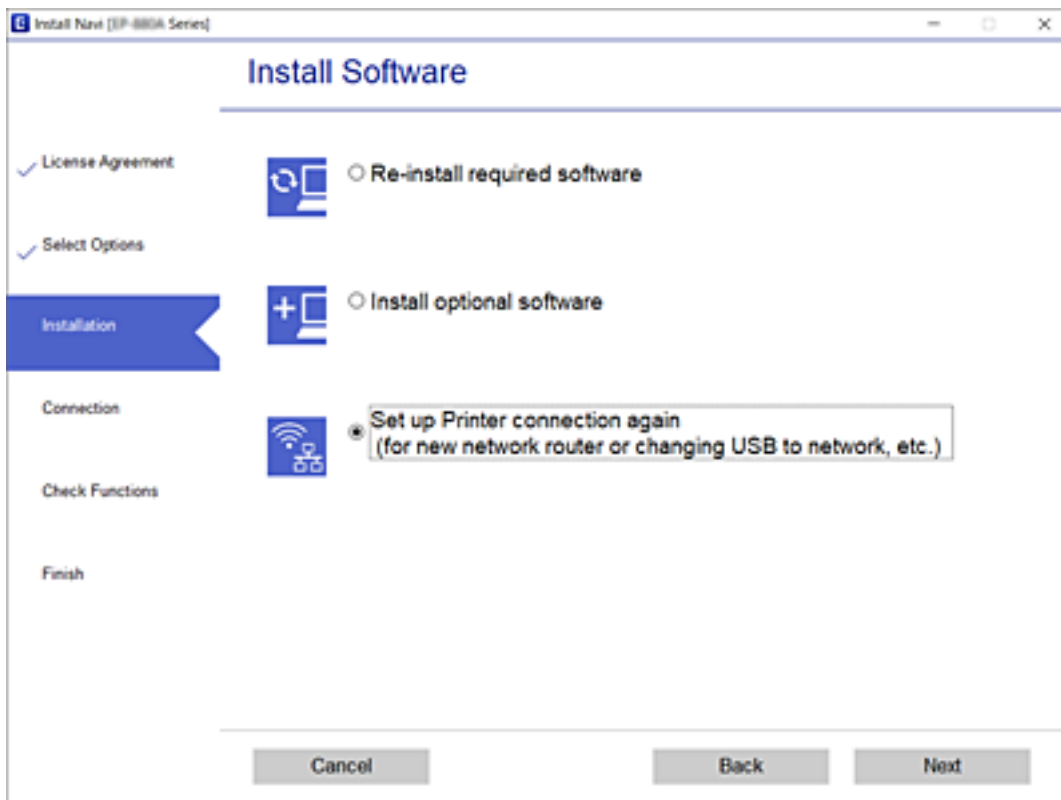 Install Navi [ Series]
Install Software
License Agreement
Select Options
Installation
Connection
Check Functions
Finish
Re-install required software
Install optional software
Set up Printer connection again
(for new network router or changing USB to network, etc.)
Cancel
Back
Next